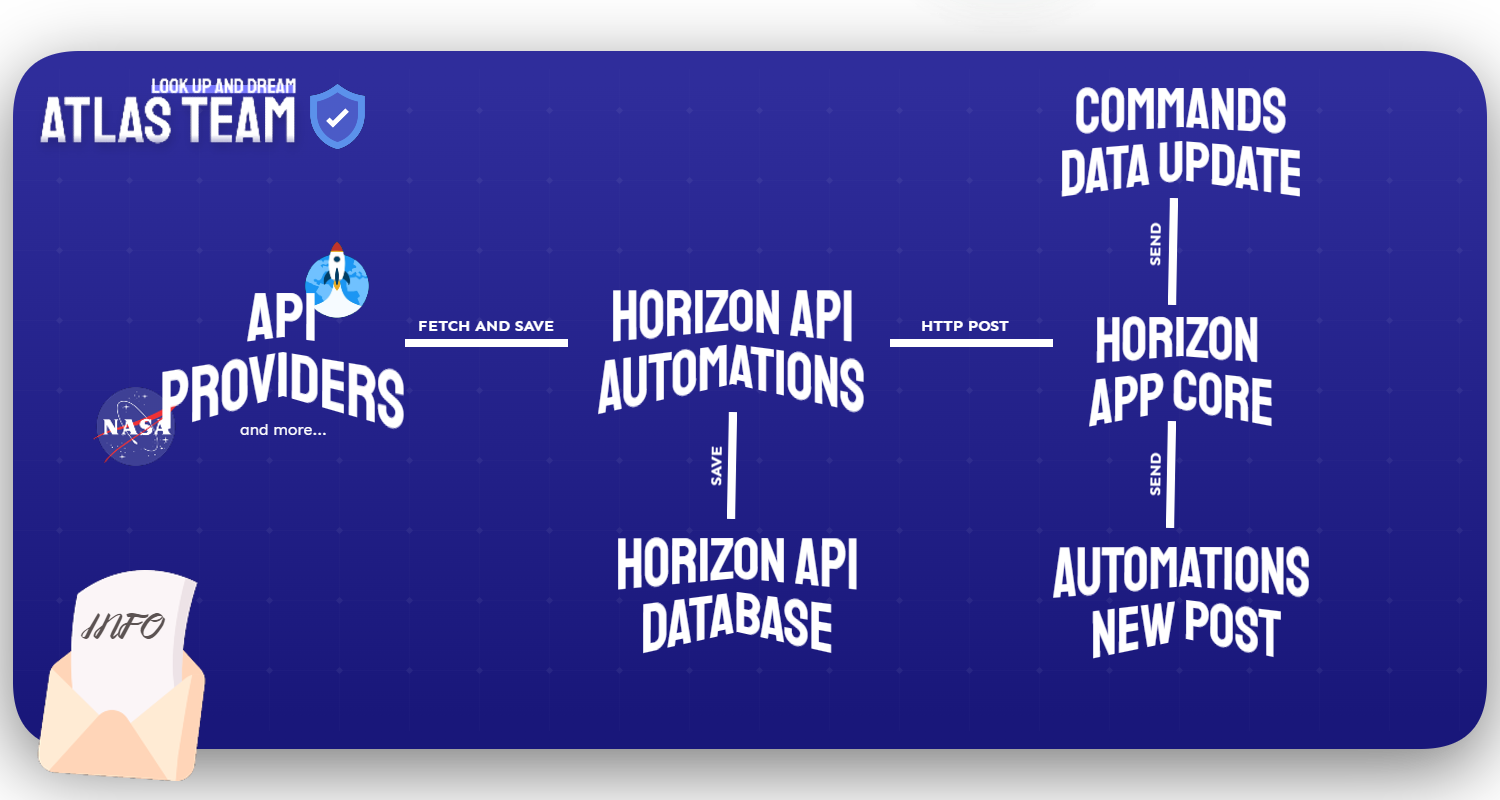 LOOK UP AND DREAM
ATLAS TEAM
API
PROVIDERS
NASA
and more...
FETCH AND SAVE
HORIZON API
AUTOMATIONS
SAVE
HORIZON API
DATABASE
HTTP POST
COMMANDS
DATA UPDATE
SEND
HORIZON
APP CORE
SEND
AUTOMATIONS
NEW POST
INFO